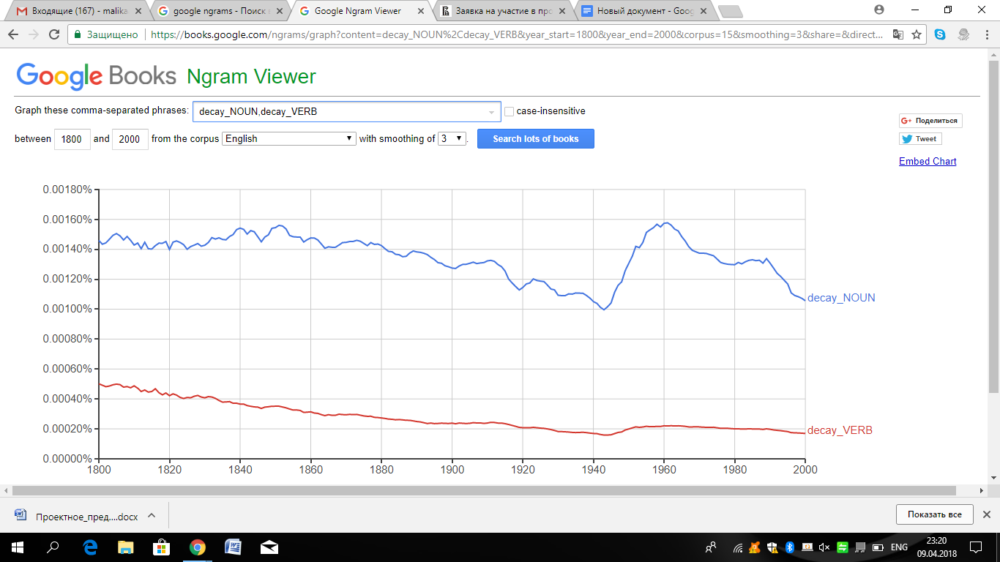 Входящие (167) - malika
google ngrams - Поиск
Google Ngram Viewer
Заявка на участие в про
Новый документ - Goog
Защищено
https://books.google.com/ngrams/graph?content=decay_NOUN%2Cdecay_VERB&year_start=1800&year_end=2000&corpus=15&smoothing=3&share=&direct...
Google Books Ngram Viewer
Graph these comma-separated phrases: decay_NOUN,decay_VERB case-insensitive
between 1800 and 2000 from the corpus English with smoothing of 3 . Search lots of books
G+ Поделиться
Tweet
Embed Chart
0.00180%
0.00160%
0.00140%
0.00120%
0.00100%
0.00080%
0.00060%
0.00040%
0.00020%
0.00000%
decay_NOUN
decay_VERB
1800 1820 1840 1860 1880 1900 1920 1940 1960 1980 2000
Проектное_пред....docx
Показать все
ENG
23:20
09.04.2018